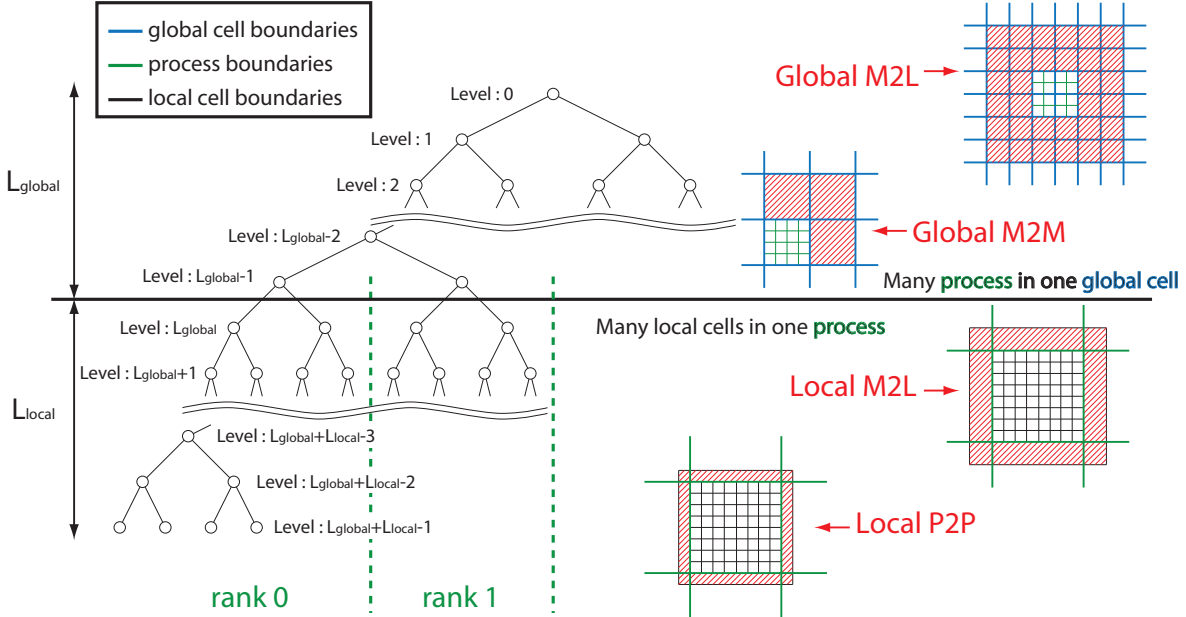 global cell boundaries
process boundaries
local cell boundaries
Global M2L
Level : 0
Level : 1
Level : 2
Lglobal
Level : Lglobal-2
Global M2M
Level : Lglobal-1
Many process in one global cell
Level : Lglobal
Many local cells in one process
Level : Lglobal+1
Local M2L
Llocal
Level : Lglobal+Llocal-3
Level : Lglobal+Llocal-2
Level : Lglobal+Llocal-1
Local P2P
rank 0
rank 1